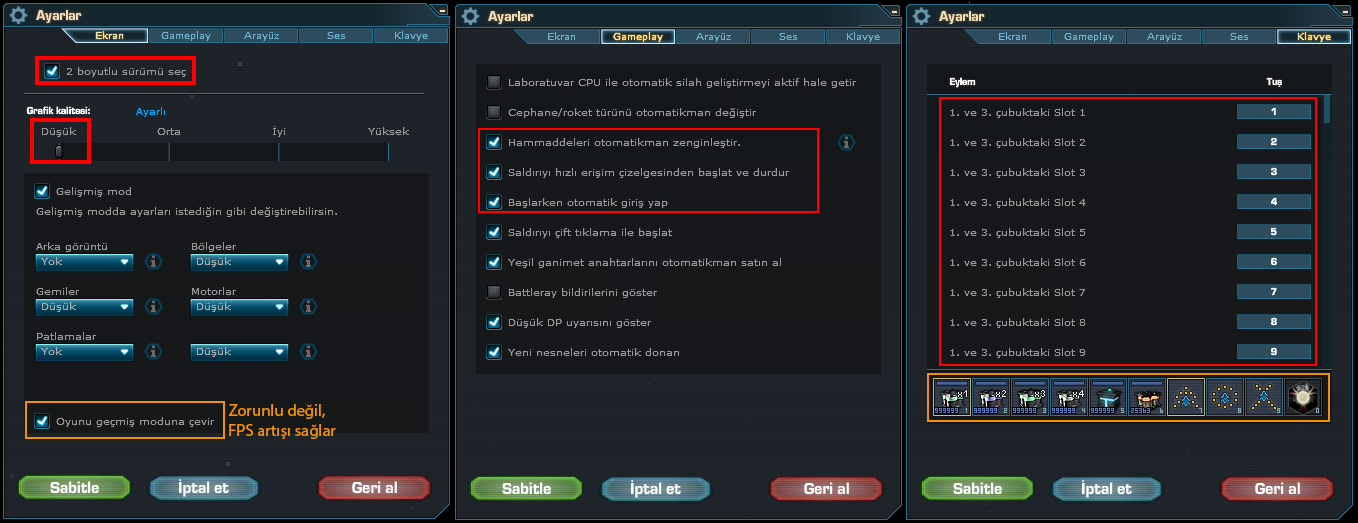 Ayarlar
Ekran Gameplay Arayüz Ses Klavye
2 boyutlu sürümü seç
Grafik kalitesi: Ayarlı
Düşük Orta İyi Yüksek
Gelişmiş mod
Gelişmiş modda ayarları istediğin gibi değiştirebilirsin.
Arka görüntü Bölgeler
Yok Düşük
Gemiler Motorlar
Düşük Düşük
Patlamalar
Yok Düşük
Oyunu geçmiş moduna çevir
Zorunlu değil,
FPS artışı sağlar
Sabitle İptal et Geri al
Ayarlar
Ekran Gameplay Arayüz Ses Klavye
Laboratuvar CPU ile otomatik silah geliştirmeyi aktif hale getir
Cephane/roket türünü otomatikman değiştir
Hammaddeleri otomatikman zenginleştir.
Saldırıyı hızlı erişim çizelgesinden başlat ve durdur
Başlarken otomatik giriş yap
Saldırıyı çift tıklama ile başlat
Yeşil ganimet anahtarlarını otomatikman satın al
Battleray bildirilerini göster
Düşük DP uyarısını göster
Yeni nesneleri otomatik donan
Sabitle İptal et Geri al
Ayarlar
Ekran Gameplay Arayüz Ses Klavye
Eylem Tuş
1. ve 3. çubuktaki Slot 1 1
1. ve 3. çubuktaki Slot 2 2
1. ve 3. çubuktaki Slot 3 3
1. ve 3. çubuktaki Slot 4 4
1. ve 3. çubuktaki Slot 5 5
1. ve 3. çubuktaki Slot 6 6
1. ve 3. çubuktaki Slot 7 7
1. ve 3. çubuktaki Slot 8 8
1. ve 3. çubuktaki Slot 9 9
x1 x2 x3 x4
999999 1 999999 2 999999 3 999999 4 999999 5 25363 6 7 8 9 0
Sabitle İptal et Geri al